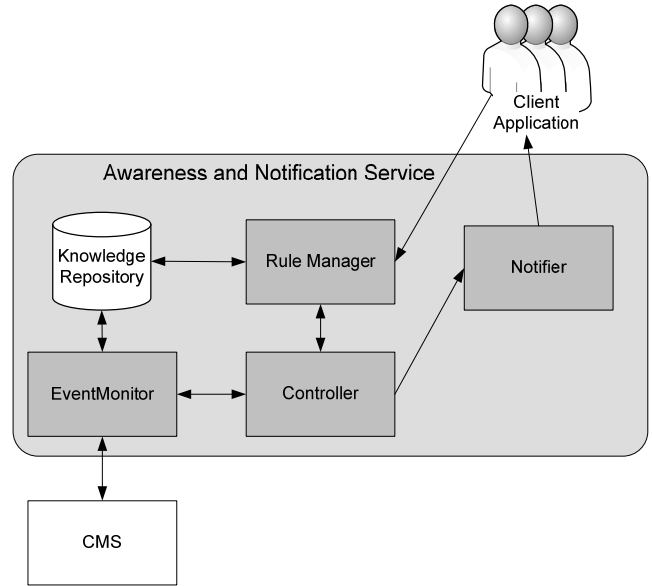 Client
Application
Awareness and Notification Service
Knowledge
Repository
Rule Manager
Notifier
EventMonitor
Controller
CMS